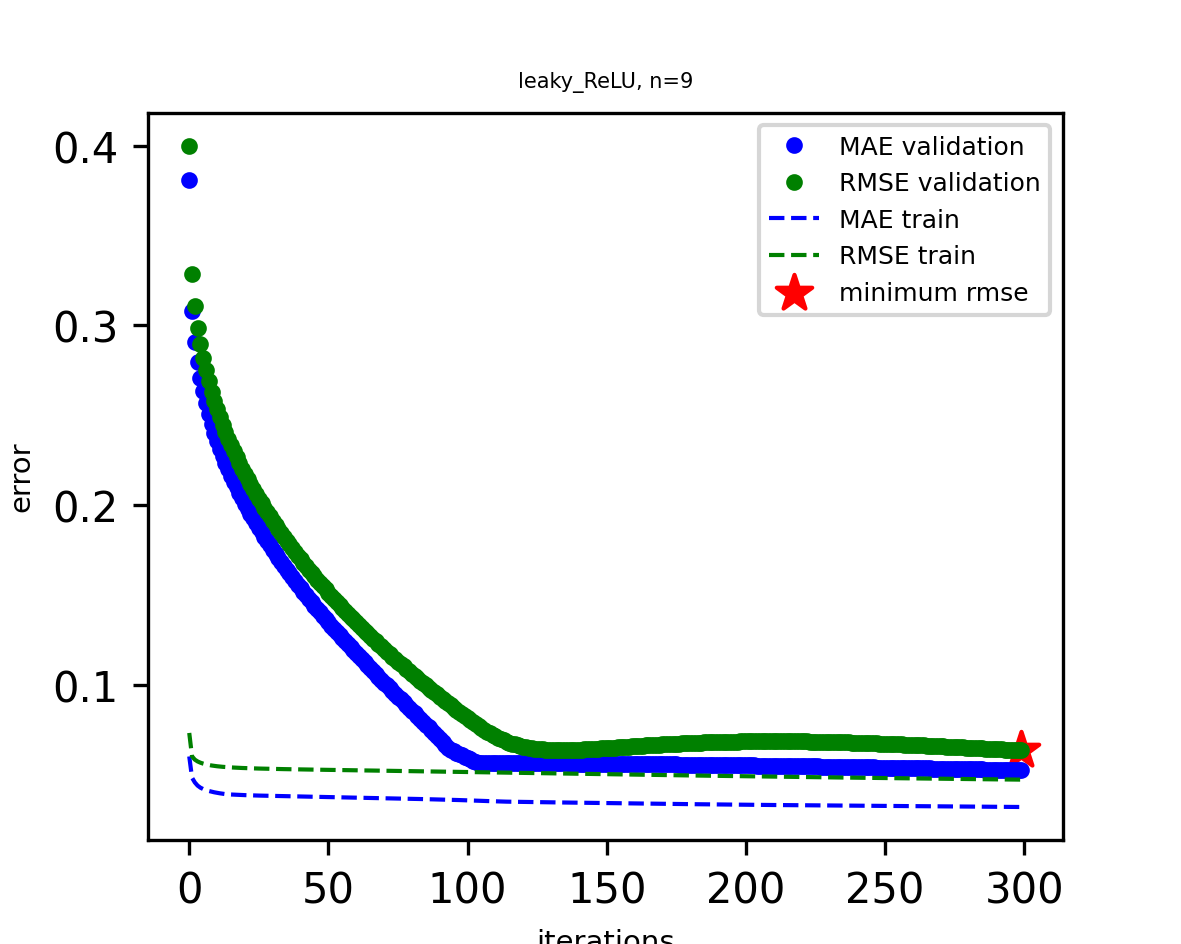 leaky_ReLU, n=9
0.4
0.3
0.2
0.1
error
MAE validation
RMSE validation
MAE train
RMSE train
minimum rmse
0 50 100 150 200 250 300
iterations